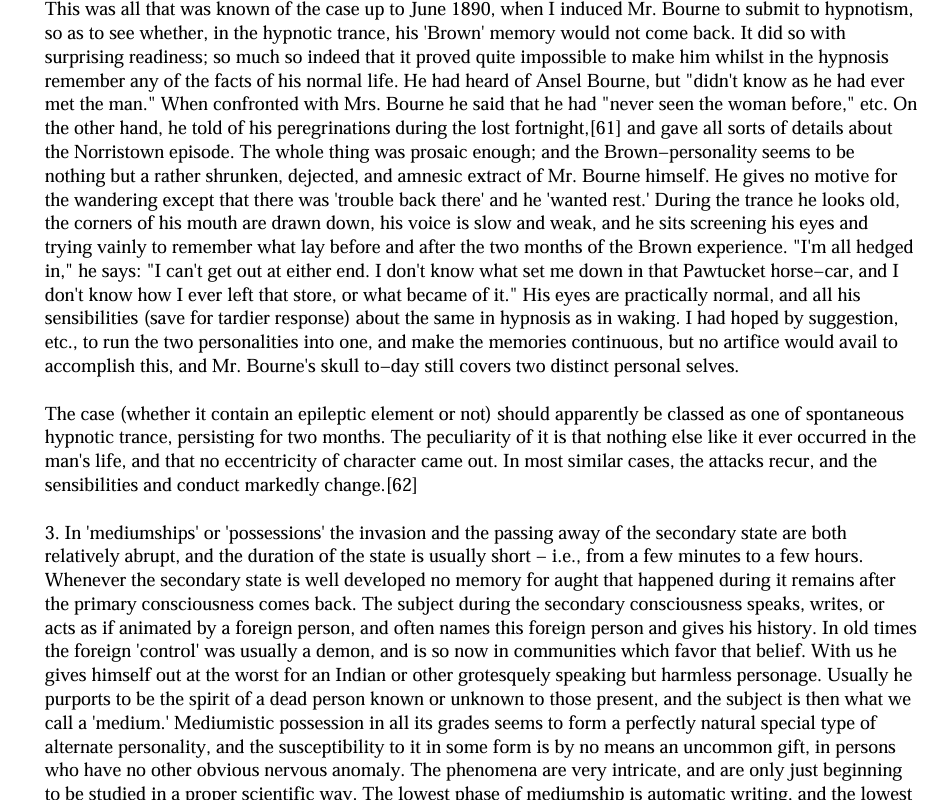 This was all that was known of the case up to June 1890, when I induced Mr. Bourne to submit to hypnotism,
so as to see whether, in the hypnotic trance, his 'Brown' memory would not come back. It did so with
surprising readiness; so much so indeed that it proved quite impossible to make him whilst in the hypnosis
remember any of the facts of his normal life. He had heard of Ansel Bourne, but "didn't know as he had ever
met the man." When confronted with Mrs. Bourne he said that he had "never seen the woman before," etc. On
the other hand, he told of his peregrinations during the lost fortnight,[61] and gave all sorts of details about
the Norristown episode. The whole thing was prosaic enough; and the Brown−personality seems to be
nothing but a rather shrunken, dejected, and amnesic extract of Mr. Bourne himself. He gives no motive for
the wandering except that there was 'trouble back there' and he 'wanted rest.' During the trance he looks old,
the corners of his mouth are drawn down, his voice is slow and weak, and he sits screening his eyes and
trying vainly to remember what lay before and after the two months of the Brown experience. "I'm all hedged
in," he says: "I can't get out at either end. I don't know what set me down in that Pawtucket horse−car, and I
don't know how I ever left that store, or what became of it." His eyes are practically normal, and all his
sensibilities (save for tardier response) about the same in hypnosis as in waking. I had hoped by suggestion,
etc., to run the two personalities into one, and make the memories continuous, but no artifice would avail to
accomplish this, and Mr. Bourne's skull to−day still covers two distinct personal selves.
The case (whether it contain an epileptic element or not) should apparently be classed as one of spontaneous
hypnotic trance, persisting for two months. The peculiarity of it is that nothing else like it ever occurred in the
man's life, and that no eccentricity of character came out. In most similar cases, the attacks recur, and the
sensibilities and conduct markedly change.[62]
3. In 'mediumships' or 'possessions' the invasion and the passing away of the secondary state are both
relatively abrupt, and the duration of the state is usually short − i.e., from a few minutes to a few hours.
Whenever the secondary state is well developed no memory for aught that happened during it remains after
the primary consciousness comes back. The subject during the secondary consciousness speaks, writes, or
acts as if animated by a foreign person, and often names this foreign person and gives his history. In old times
the foreign 'control' was usually a demon, and is so now in communities which favor that belief. With us he
gives himself out at the worst for an Indian or other grotesquely speaking but harmless personage. Usually he
purports to be the spirit of a dead person known or unknown to those present, and the subject is then what we
call a 'medium.' Mediumistic possession in all its grades seems to form a perfectly natural special type of
alternate personality, and the susceptibility to it in some form is by no means an uncommon gift, in persons
who have no other obvious nervous anomaly. The phenomena are very intricate, and are only just beginning
to be studied in a proper scientific way. The lowest phase of mediumship is automatic writing, and the lowest